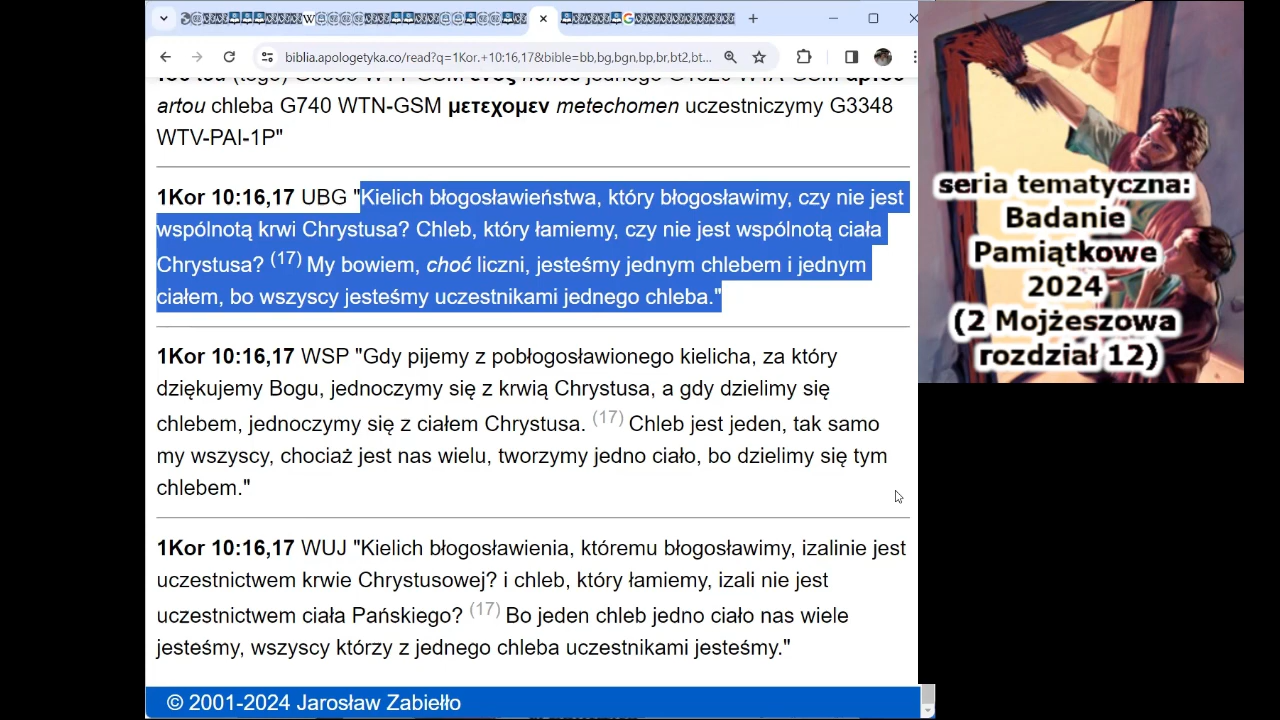 biblia.apologetyka.co/read?q=1Kor.+10:16,17&bible=bb,bg,bgn,bp,br,bt2,bt...
(tego)
jednego
artou chleba G740 WTN-GSM μετεχομεν metechomen uczestniczymy G3348
WTV-PAI-1P"
1Kor 10:16,17 UBG "Kielich błogosławieństwa, który błogosławimy, czy nie jest
wspólnotą krwi Chrystusa? Chleb, który łamiemy, czy nie jest wspólnotą ciała
Chrystusa? (17) My bowiem, choć liczni, jesteśmy jednym chlebem i jednym
ciałem, bo wszyscy jesteśmy uczestnikami jednego chleba."
1Kor 10:16,17 WSP "Gdy pijemy z pobłogosławionego kielicha, za który
dziękujemy Bogu, jednoczymy się z krwią Chrystusa, a gdy dzielimy się
chlebem, jednoczymy się z ciałem Chrystusa. (17) Chleb jest jeden, tak samo
my wszyscy, chociaż jest nas wielu, tworzymy jedno ciało, bo dzielimy się tym
chlebem."
1Kor 10:16,17 WUJ "Kielich błogosławienia, któremu błogosławimy, izalinie jest
uczestnictwem krwie Chrystusowej? i chleb, który łamiemy, izali nie jest
uczestnictwem ciała Pańskiego? (17) Bo jeden chleb jedno ciało nas wiele
jesteśmy, wszyscy którzy z jednego chleba uczestnikami jesteśmy."
© 2001-2024 Jarosław Zabiełło
seria tematyczna:
Badanie
Pamiątkowe
2024
(2 Mojżeszowa
rozdział 12)